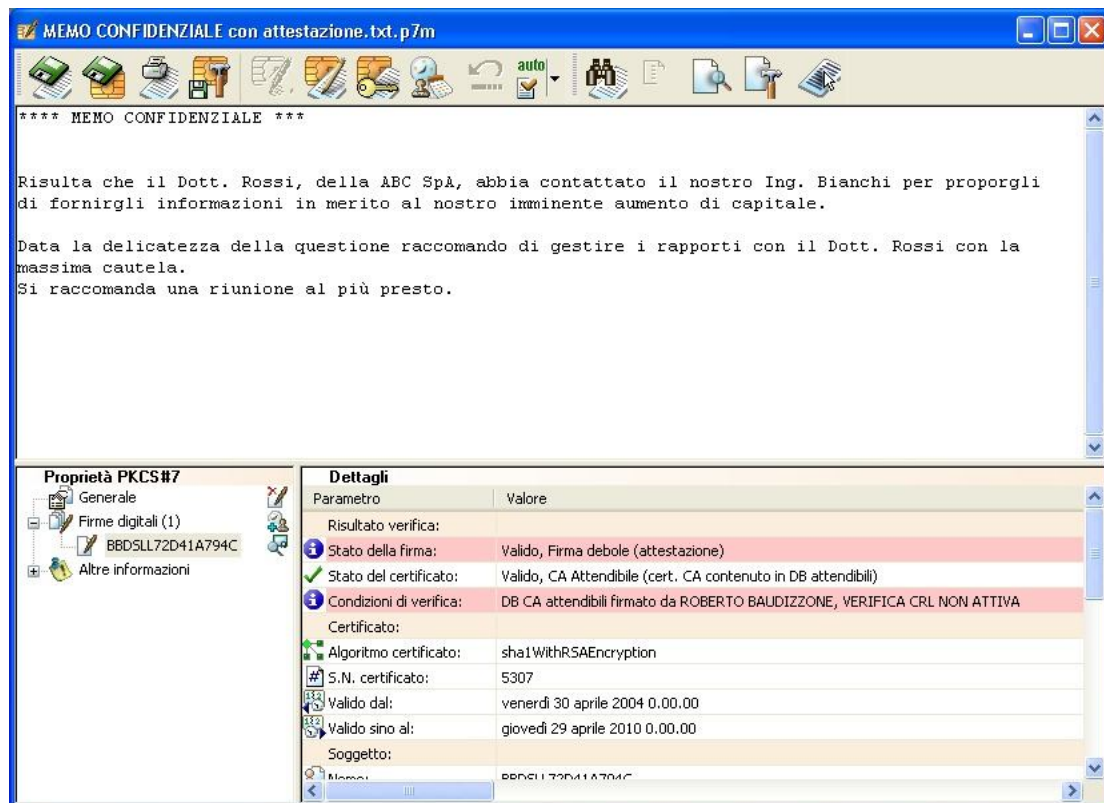 MEMO CONFIDENZIALE con attestazione.txt.p7m
auto
**** MEMO CONFIDENZIALE ***
Risulta che il Dott. Rossi, della ABC SpA, abbia contattato il nostro Ing. Bianchi per proporgli
di fornirgli informazioni in merito al nostro imminente aumento di capitale.
Data la delicatezza della questione raccomando di gestire i rapporti con il Dott. Rossi con la
massima cautela.
Si raccomanda una riunione al più presto.
Proprietà PKCS#7
Generale
Firme digitali (1)
BBDSLL72D41A794C
Altre informazioni
Dettagli
Parametro Valore
Risultato verifica:
Stato della firma: Valido, Firma debole (attestazione)
Stato del certificato: Valido, CA Attendibile (cert. CA contenuto in DB attendibili)
Condizioni di verifica: DB CA attendibili firmato da ROBERTO BAUDIZZONE, VERIFICA CRL NON ATTIVA
Certificato:
Algoritmo certificato: sha1WithRSAEncryption
S.N. certificato: 5307
Valido dal: venerdì 30 aprile 2004 0.00.00
Valido sino al: giovedì 29 aprile 2010 0.00.00
Soggetto:
Nome: BBDSLL72D41A794C